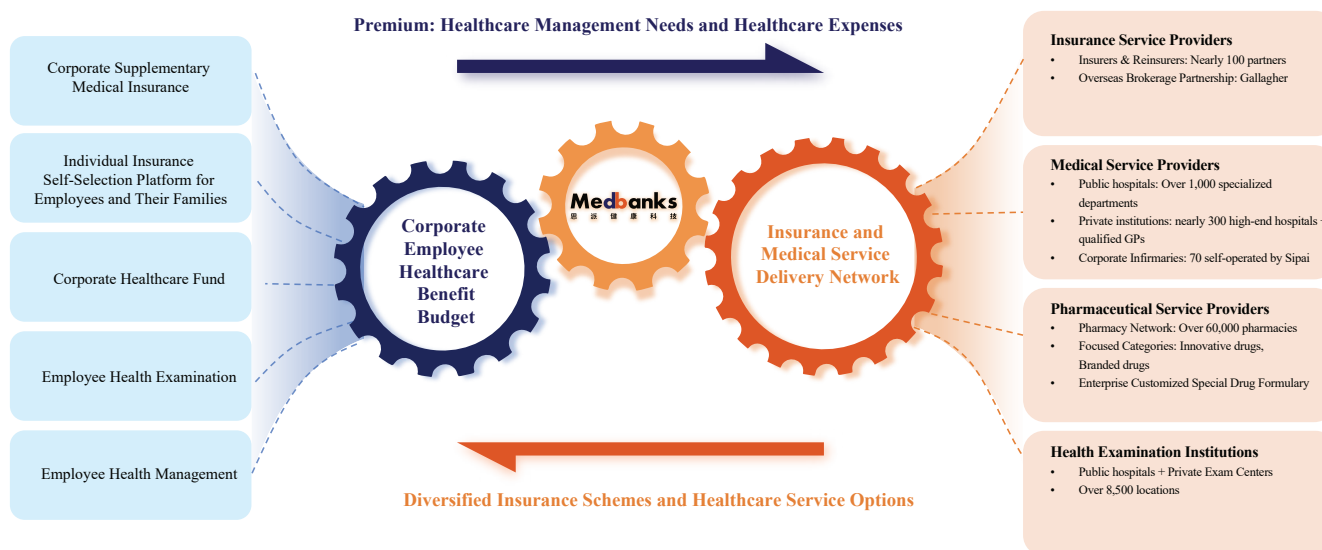 Premium: Healthcare Management Needs and Healthcare Expenses
Corporate Supplementary
Medical Insurance
Individual Insurance
Self-Selection Platform for
Employees and Their Families
Corporate Healthcare Fund
Employee Health Examination
Employee Health Management
Corporate
Employee
Healthcare
Benefit
Budget
Medbanks
思派健康科技
Insurance and
Medical Service
Delivery Network
Diversified Insurance Schemes and Healthcare Service Options
Insurance Service Providers
• Insurers & Reinsurers: Nearly 100 partners
• Overseas Brokerage Partnership: Gallagher
Medical Service Providers
• Public hospitals: Over 1,000 specialized
departments
• Private institutions: nearly 300 high-end hospitals
qualified GPs
• Corporate Infirmaries: 70 self-operated by Sipai
Pharmaceutical Service Providers
• Pharmacy Network: Over 60,000 pharmacies
• Focused Categories: Innovative drugs,
Branded drugs
• Enterprise Customized Special Drug Formulary
Health Examination Institutions
• Public hospitals + Private Exam Centers
• Over 8,500 locations